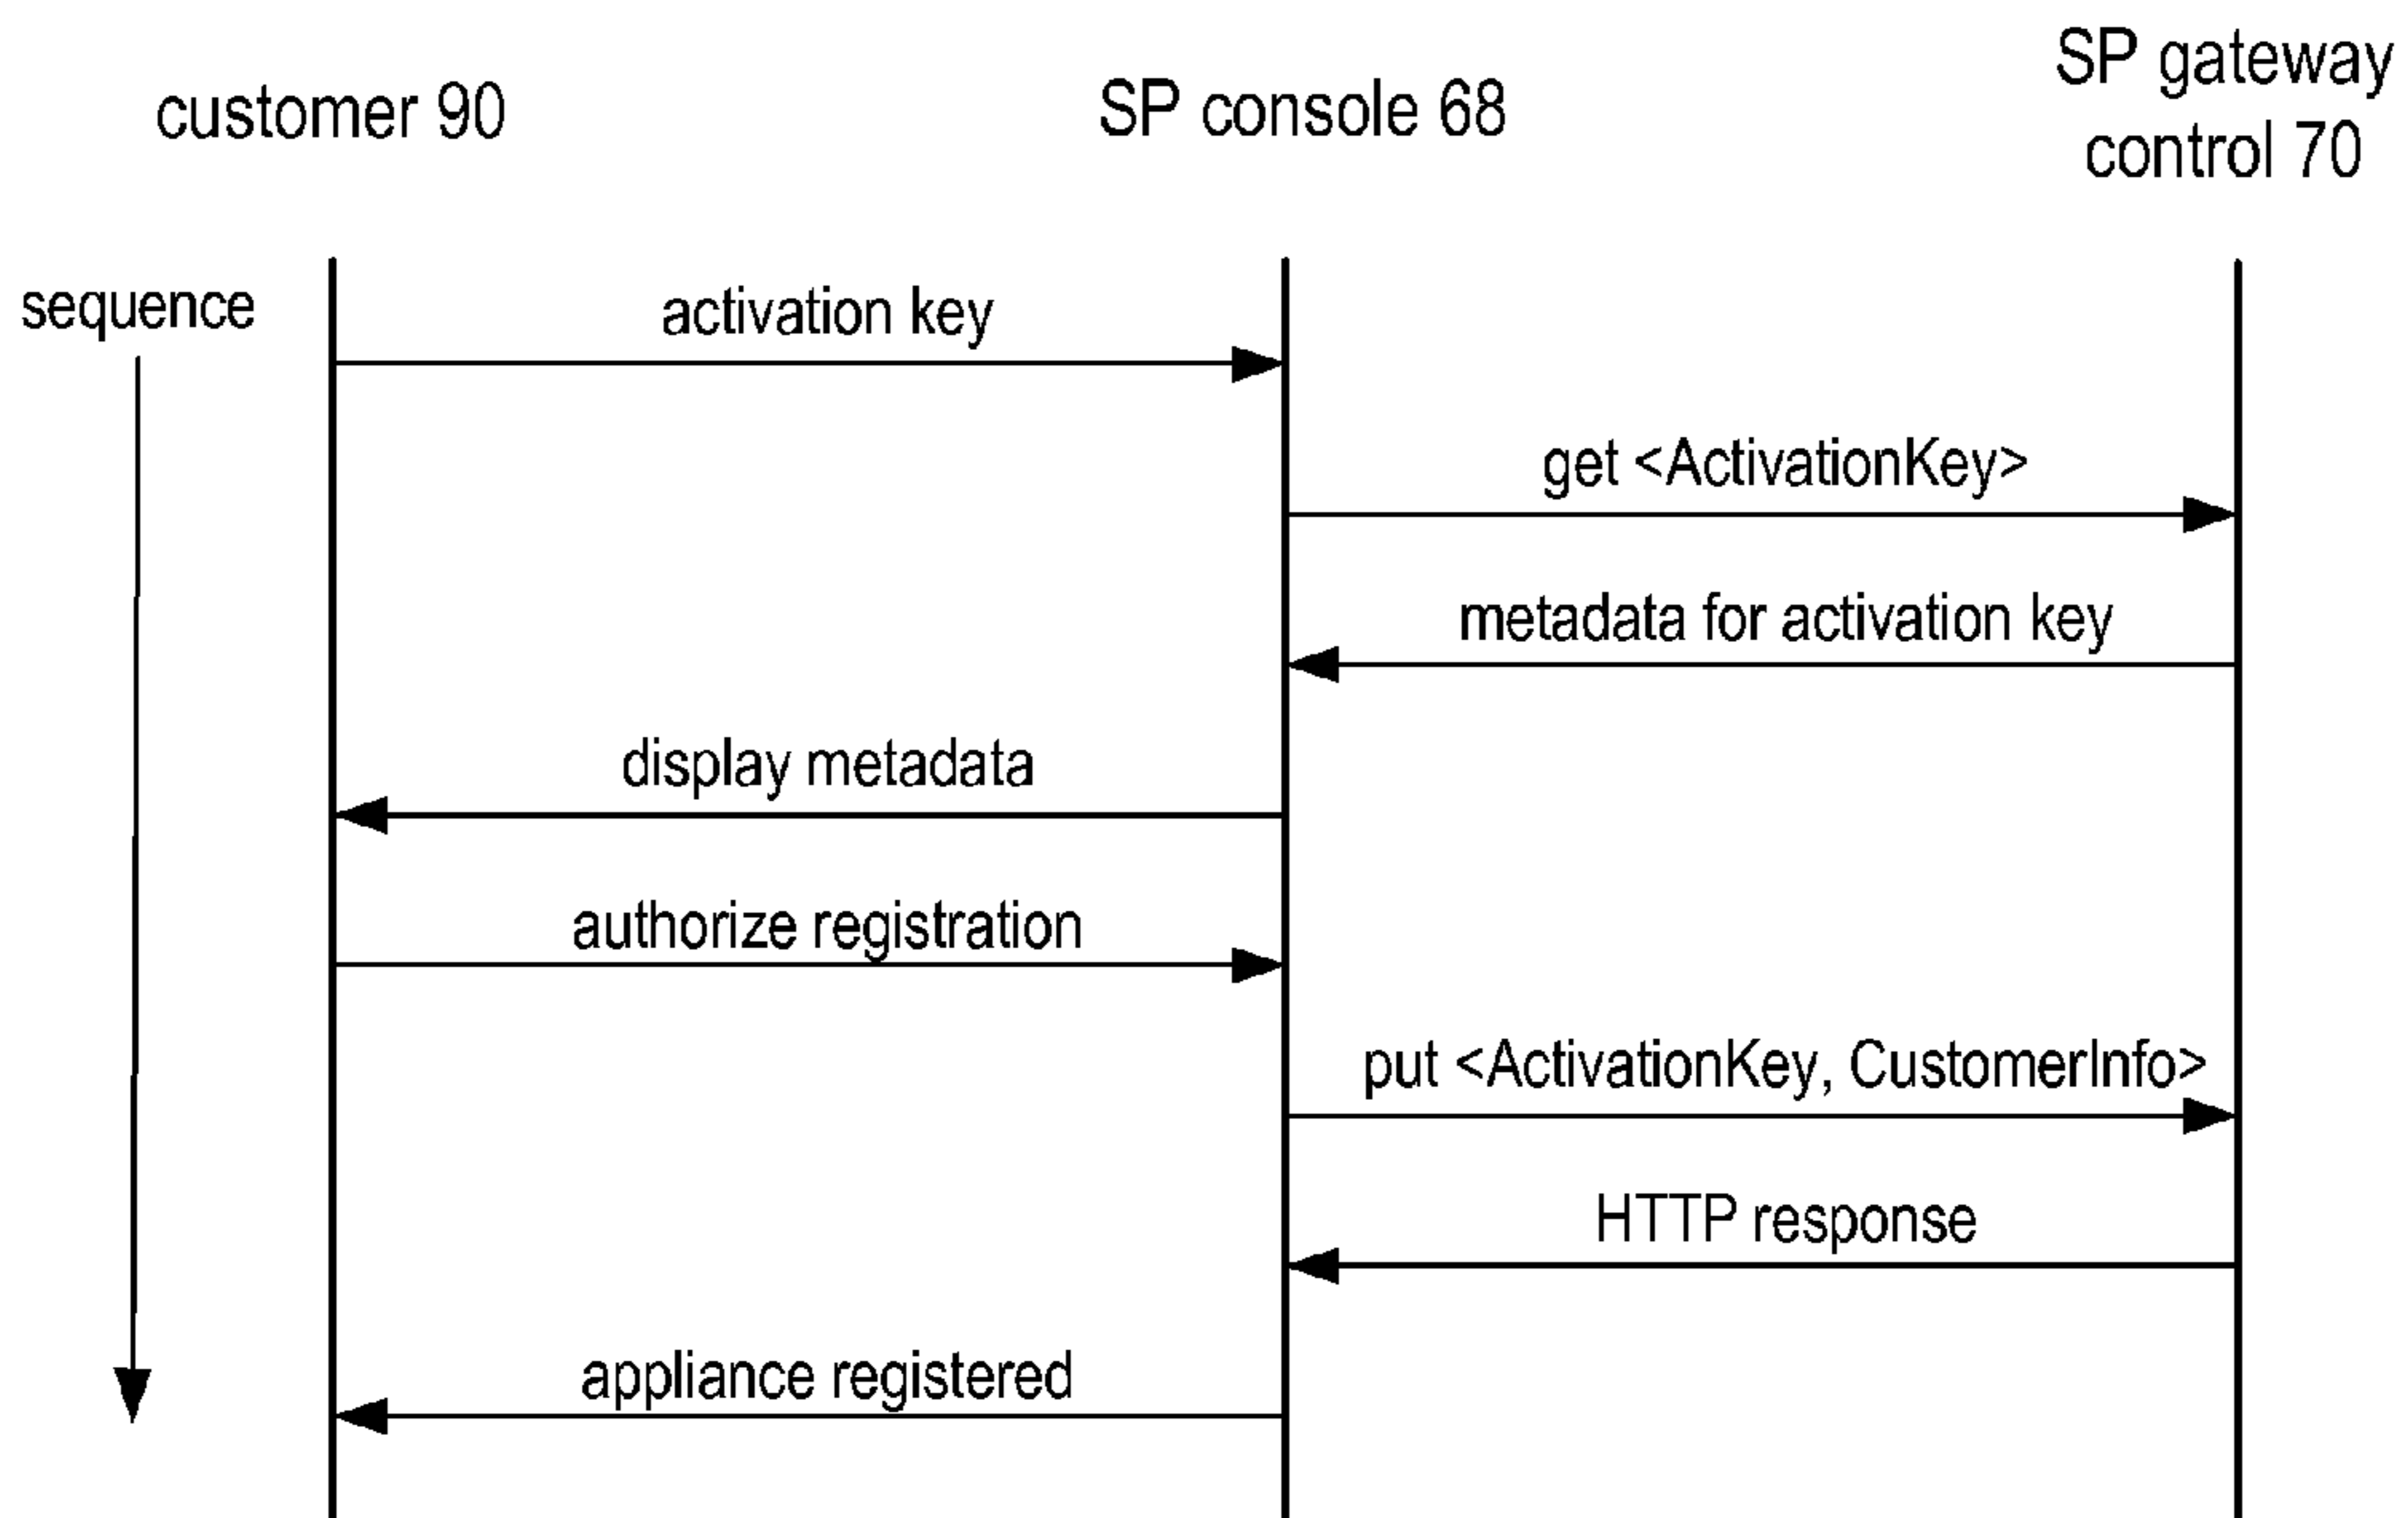 customer 90
SP console 68
SP gateway
control 70
sequence
activation key
get <ActivationKey>
metadata for activation key
display metadata
authorize registration
put <ActivationKey, CustomerInfo>
HTTP response
appliance registered